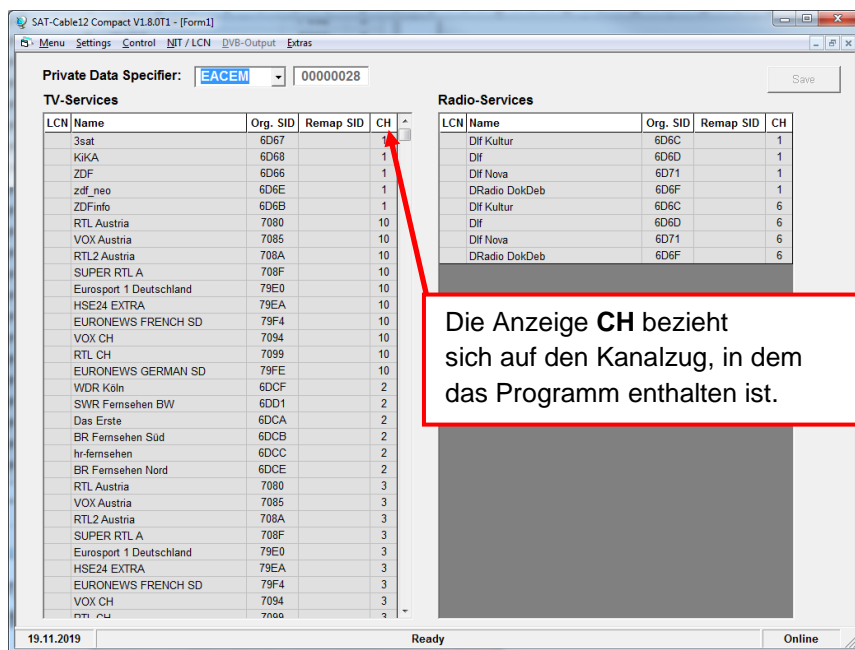 SAT-Cable12 Compact V1.8.0T1 - [Form1]
Menu Settings Control NIT / LCN DVB-Output Extras
Private Data Specifier: EACEM 00000028 Save
TV-Services
LCN Name Org. SID Remap SID CH
3sat 6D67 1
KiKA 6D68 1
ZDF 6D66 1
zdf_neo 6D6E 1
ZDFinfo 6D6B 1
RTL Austria 7080 10
VOX Austria 7085 10
RTL2 Austria 708A 10
SUPER RTL A 708F 10
Eurosport 1 Deutschland 79E0 10
HSE24 EXTRA 79EA 10
EURONEWS FRENCH SD 79F4 10
VOX CH 7094 10
RTL CH 7099 10
EURONEWS GERMAN SD 79FE 10
WDR Köln 6DCF 2
SWR Fernsehen BW 6DD1 2
Das Erste 6DCA 2
BR Fernsehen Süd 6DCB 2
hr-fernsehen 6DCC 2
BR Fernsehen Nord 6DCE 2
RTL Austria 7080 3
VOX Austria 7085 3
RTL2 Austria 708A 3
SUPER RTL A 708F 3
Eurosport 1 Deutschland 79E0 3
HSE24 EXTRA 79EA 3
EURONEWS FRENCH SD 79F4 3
VOX CH 7094 3
RTL CH 7099 3
Radio-Services
LCN Name Org. SID Remap SID CH
Dlf Kultur 6D6C 1
Dlf 6D6D 1
Dlf Nova 6D71 1
DRadio DokDeb 6D6F 1
Dlf Kultur 6D6C 6
Dlf 6D6D 6
Dlf Nova 6D71 6
DRadio DokDeb 6D6F 6
Die Anzeige CH bezieht
sich auf den Kanalzug, in dem
das Programm enthalten ist.
19.11.2019 Ready Online